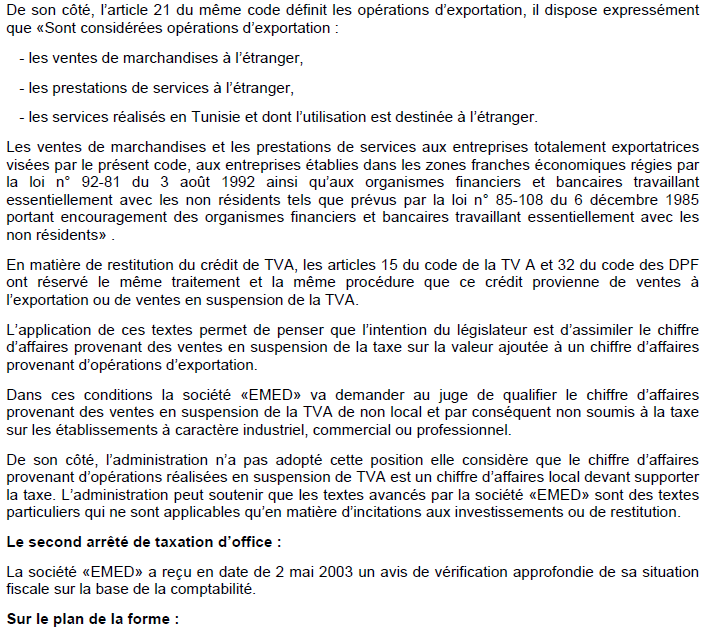 De son côté, l’article 21 du même code définit les opérations d’exportation, il dispose expressément
que «Sont considérées opérations d’exportation :
- les ventes de marchandises à l’étranger,
- les prestations de services à l’étranger,
- les services réalisés en Tunisie et dont l’utilisation est destinée à l’étranger.
Les ventes de marchandises et les prestations de services aux entreprises totalement exportatrices
visées par le présent code, aux entreprises établies dans les zones franches économiques régies par
la loi n° 92-81 du 3 août 1992 ainsi qu’aux organismes financiers et bancaires travaillant
essentiellement avec les non résidents tels que prévus par la loi n° 85-108 du 6 décembre 1985
portant encouragement des organismes financiers et bancaires travaillant essentiellement avec les
non résidents» .
En matière de restitution du crédit de TVA, les articles 15 du code de la TV A et 32 du code des DPF
ont réservé le même traitement et la même procédure que ce crédit provienne de ventes à
l’exportation ou de ventes en suspension de la TVA.
L’application de ces textes permet de penser que l’intention du législateur est d’assimiler le chiffre
d’affaires provenant des ventes en suspension de la taxe sur la valeur ajoutée à un chiffre d’affaires
provenant d’opérations d’exportation.
Dans ces conditions la société «EMED» va demander au juge de qualifier le chiffre d’affaires
provenant des ventes en suspension de la TVA de non local et par conséquent non soumis à la taxe
sur les établissements à caractère industriel, commercial ou professionnel.
De son côté, l’administration n’a pas adopté cette position elle considère que le chiffre d’affaires
provenant d’opérations réalisées en suspension de TVA est un chiffre d’affaires local devant supporter
la taxe. L’administration peut soutenir que les textes avancés par la société «EMED» sont des textes
particuliers qui ne sont applicables qu’en matière d’incitations aux investissements ou de restitution.
Le second arrêté de taxation d’office :
La société «EMED» a reçu en date de 2 mai 2003 un avis de vérification approfondie de sa situation
fiscale sur la base de la comptabilité.
Sur le plan de la forme :